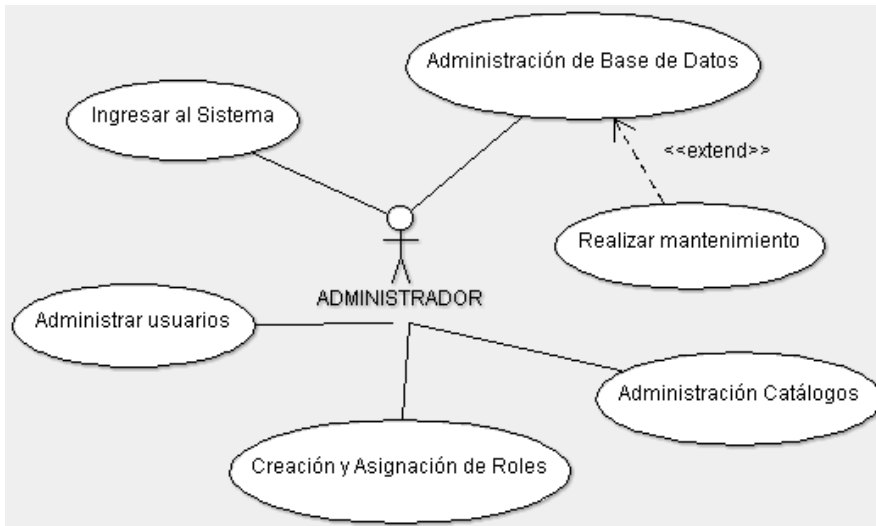 Administración de Base de Datos
Ingresar al Sistema
<<extend>>
Realizar mantenimiento
ADMINISTRADOR
Administrar usuarios
Administración Catálogos
Creación y Asignación de Roles